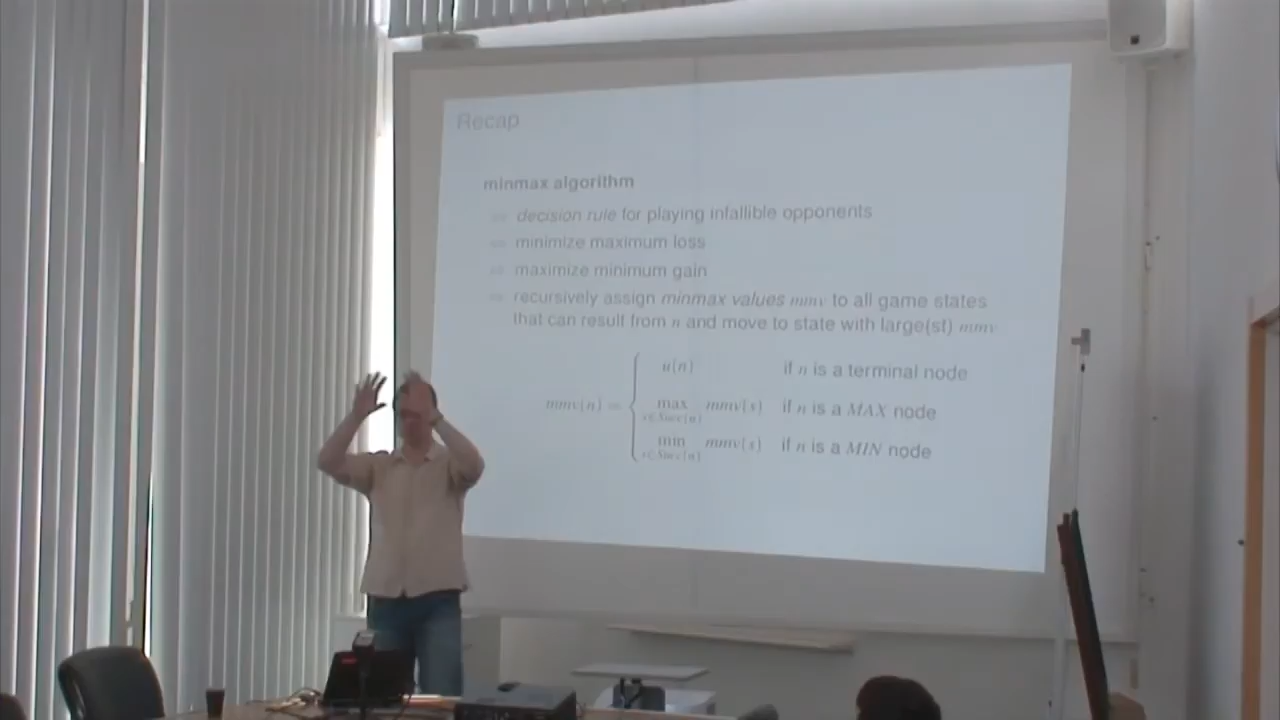 Recap
minmax algorithm
decision rule for playing infallible opponents
minimize maximum loss
maximize minimum gain
recursively assign minmax values mmv to all game states
that can result from n and move to state with large(st) mmv
u(n) if n is a terminal node
mmv(n) = max mmv(s) if n is a MAX node
s∈Succ(n)
min mmv(s) if n is a MIN node
s∈Succ(n)